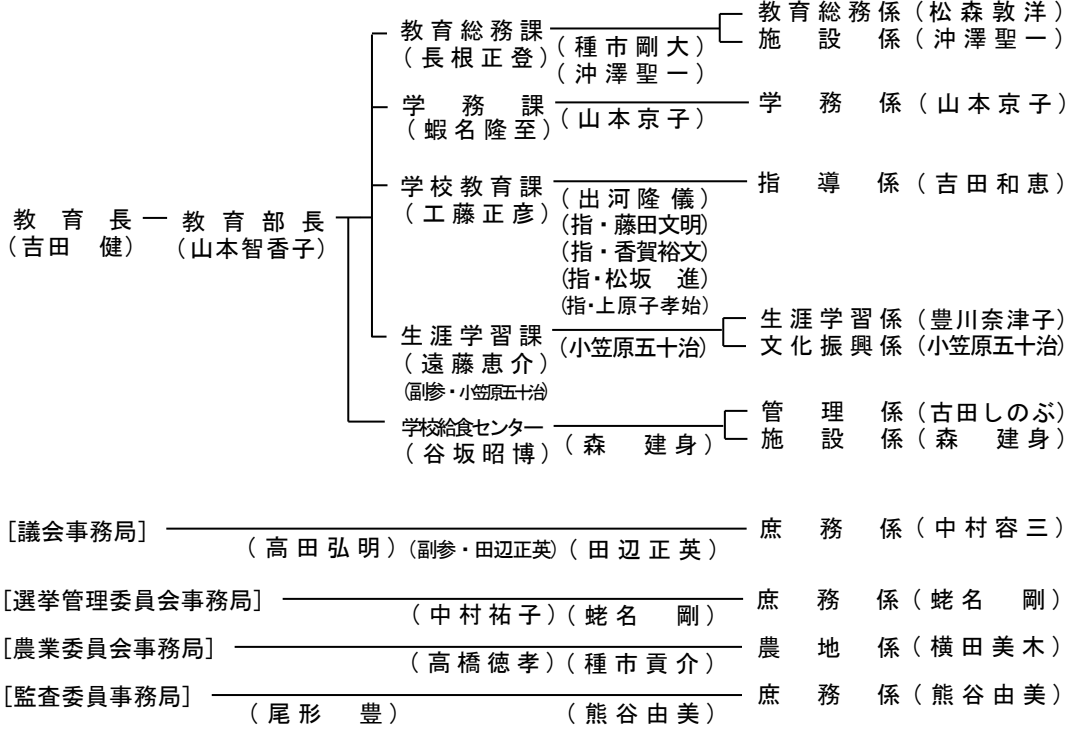 教育総務課 教育総務係(松森敦洋)
(長根正登) (種市剛大) 施設係(沖澤聖一)
(沖澤聖一)
学務課 学務係(山本京子)
(蝦名隆至) (山本京子)
学校教育課 指導係(吉田和恵)
(工藤正彦) (出河隆儀)
(指・藤田文明)
(指・香賀裕文)
(指・松坂 進)
(指・上原子孝始)
教育長 教育部長
(吉田 健) (山本智香子)
生涯学習課 生涯学習係(豊川奈津子)
(遠藤恵介) (小笠原五十治) 文化振興係(小笠原五十治)
(副参・小笠原五十治)
学校給食センター 管理係(古田しのぶ)
(谷坂昭博) (森 建身) 施設係(森 建身)
[議会事務局] 庶務係(中村容三)
(高田弘明) (副参・田辺正英) (田辺正英)
[選挙管理委員会事務局] 庶務係(蛯名 剛)
(中村祐子) (蛯名 剛)
[農業委員会事務局] 農地係(横田美木)
(高橋徳孝) (種市貢介)
[監査委員事務局] 庶務係(熊谷由美)
(尾形 豊) (熊谷由美)